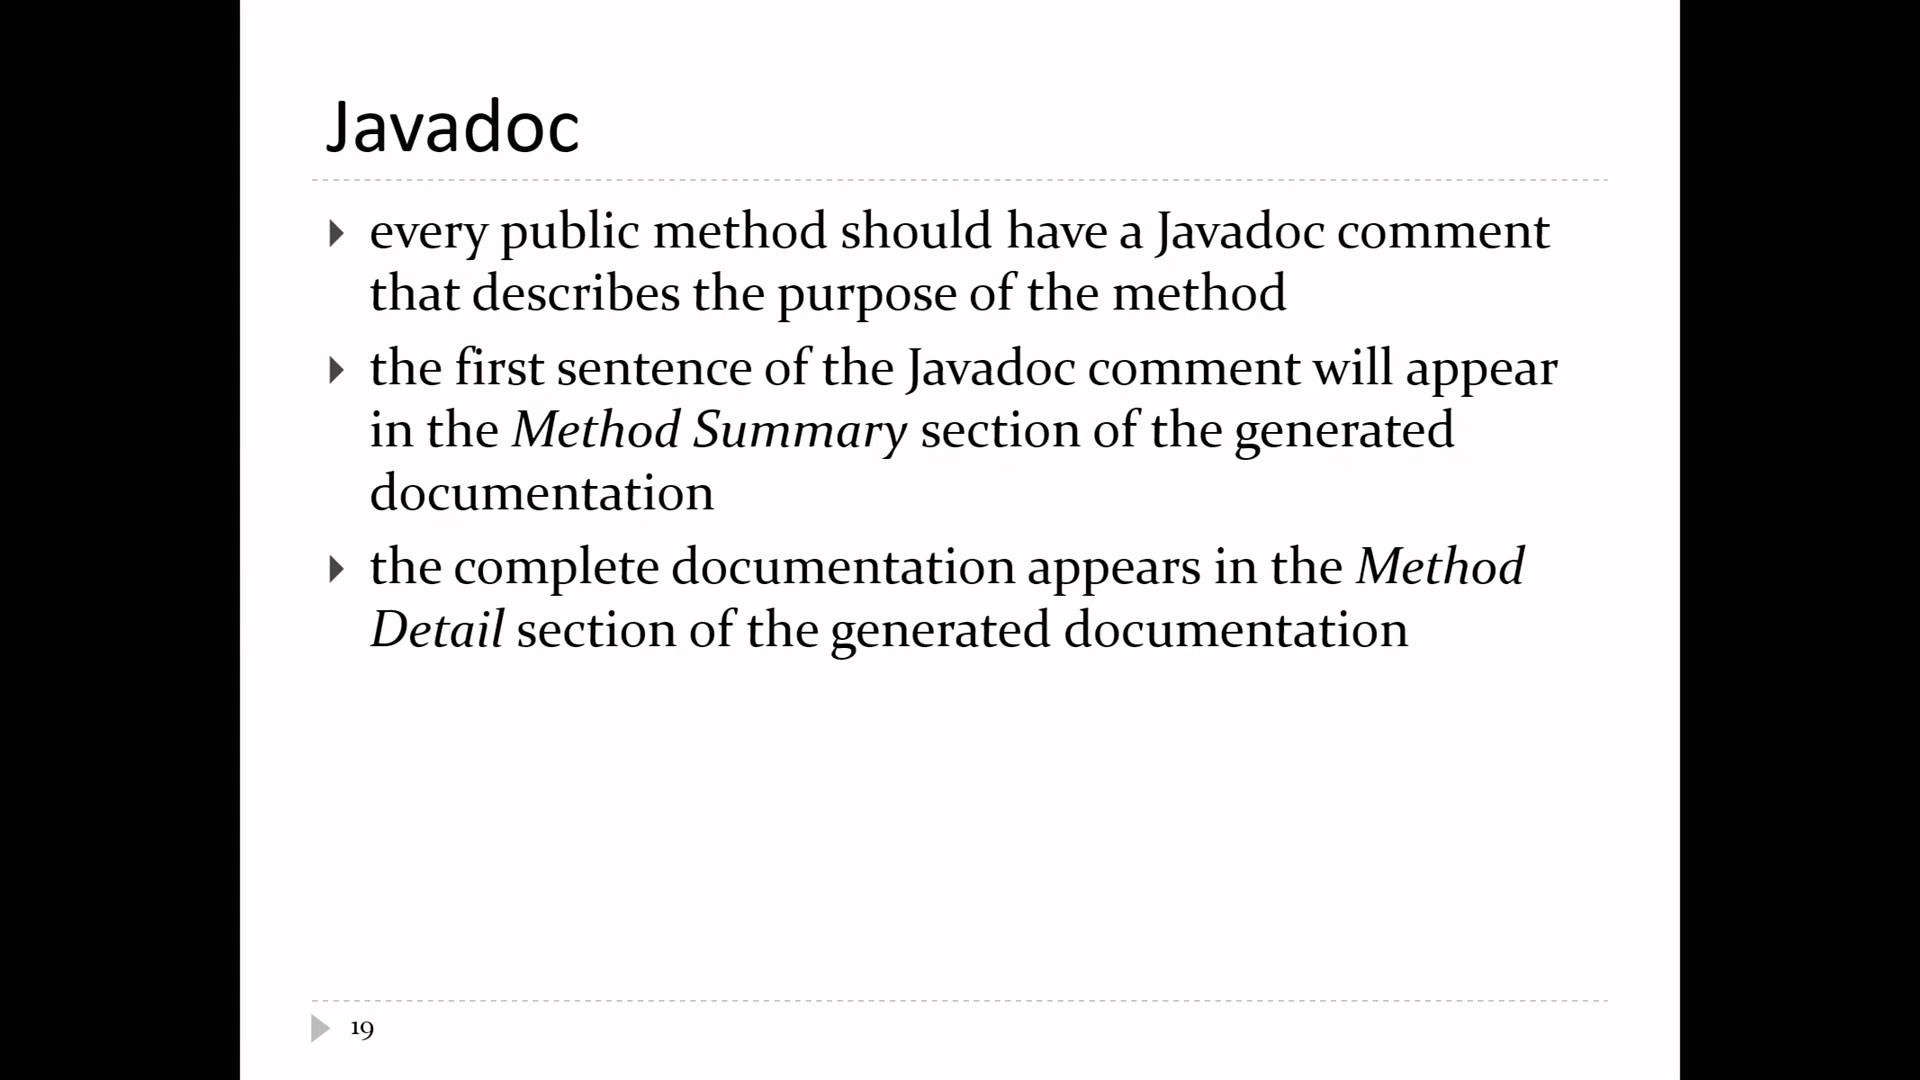 Javadoc
every public method should have a Javadoc comment
that describes the purpose of the method
the first sentence of the Javadoc comment will appear
in the Method Summary section of the generated
documentation
the complete documentation appears in the Method
Detail section of the generated documentation
19